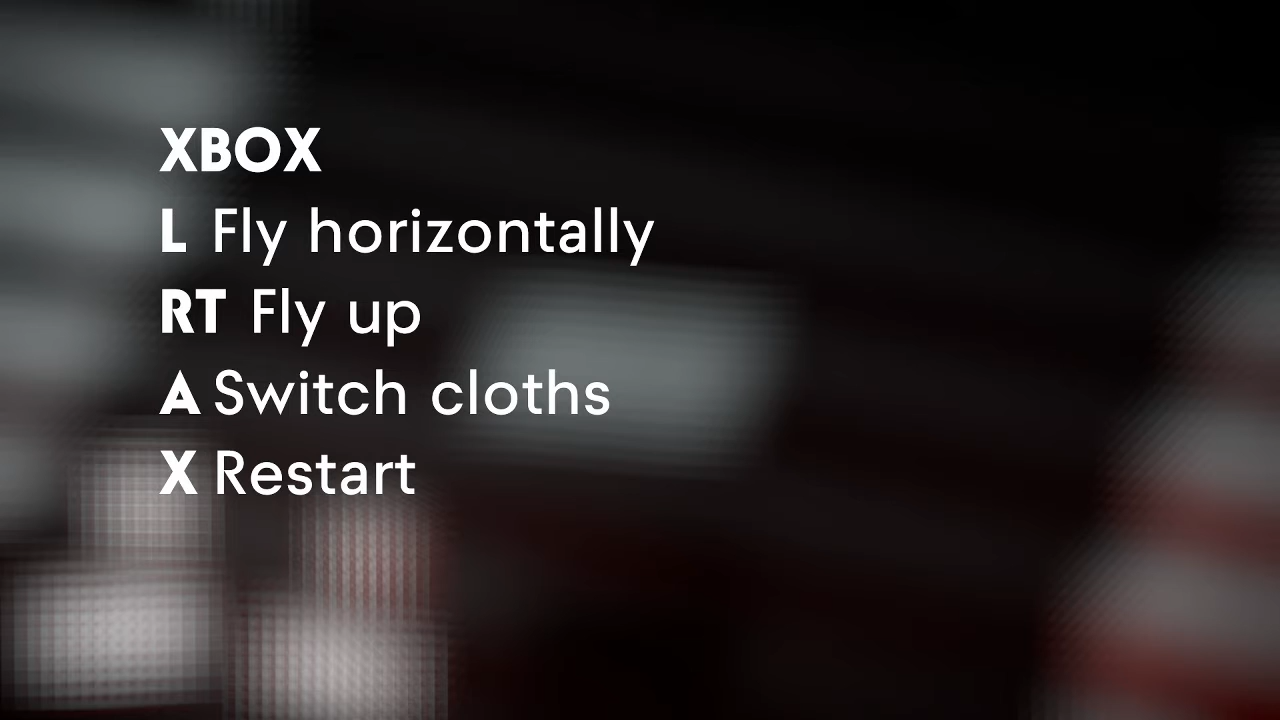 XBOX
L Fly horizontally
RT Fly up
A Switch cloths
X Restart